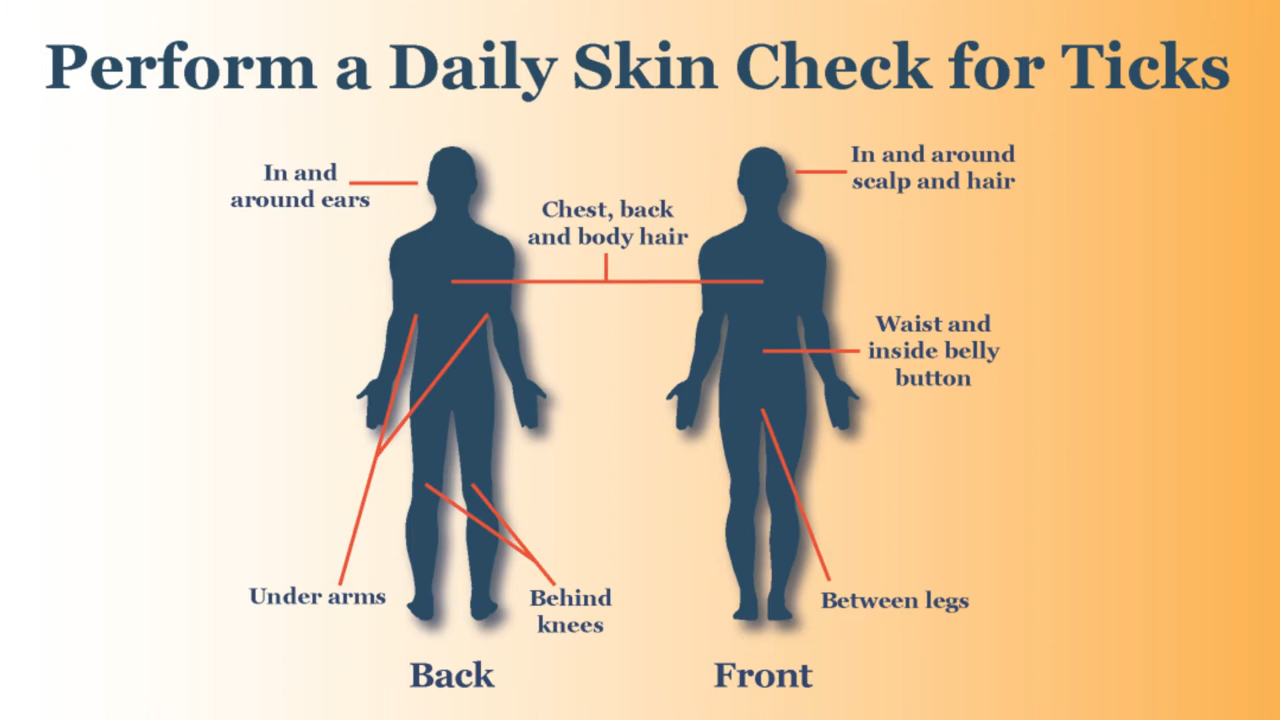 Perform a Daily Skin Check for Ticks
In and
around ears
Chest, back
and body hair
In and around
scalp and hair
Waist and
inside belly
button
Under arms
Behind
knees
Between legs
Back
Front